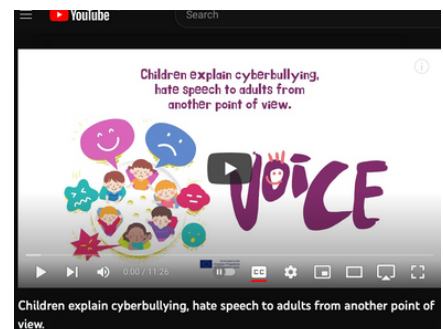 YouTube
Search
Children explain cyberbullying,
hate speech to adults from
another point of view.
VOiCE
0:00 / 11:26
CC
Children explain cyberbullying, hate speech to adults from another point of
view.